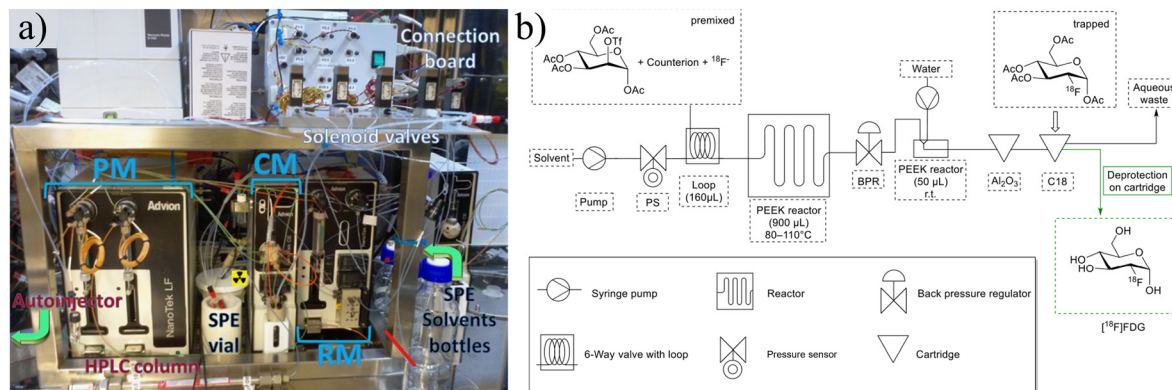 a)
Connection
board
Solenoid valves
PM
CM
Advion
NanoTek LF
Autoinjector
SPE
vial
SPE
Solvents
bottles
HPLC column
RM
b)
premixed
OAc
OTf
AcO
AcO
OAc
+ Counterion + ¹⁸F⁻
trapped
OAc
AcO
AcO
¹⁸F
OAc
Water
Aqueous
waste
Solvent
Pump
PS
Loop
(160µL)
PEEK reactor
(900 µL)
80–110°C
BPR
PEEK reactor
(50 µL)
r.t.
Al₂O₃
C18
Deprotection
on cartridge
OH
HO
HO
¹⁸F
OH
[¹⁸F]FDG
Syringe pump
Reactor
Back pressure regulator
6-Way valve with loop
Pressure sensor
Cartridge